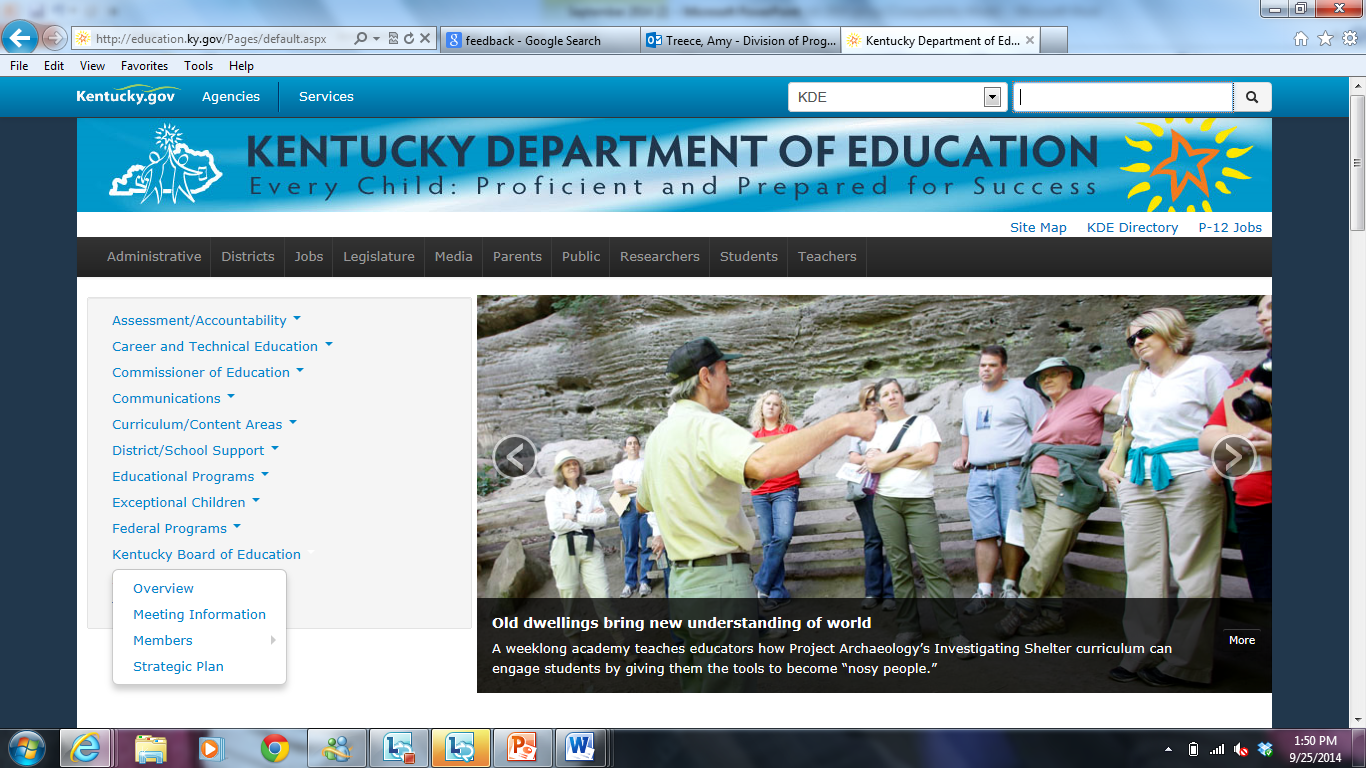 http://education.ky.gov/Pages/default.aspx
feedback - Google Search
Treece, Amy - Division of Prog...
Kentucky Department of Ed...
File Edit View Favorites Tools Help
Kentucky.gov Agencies Services KDE
KENTUCKY DEPARTMENT OF EDUCATION
Every Child: Proficient and Prepared for Success
Site Map KDE Directory P-12 Jobs
Administrative Districts Jobs Legislature Media Parents Public Researchers Students Teachers
Assessment/Accountability
Career and Technical Education
Commissioner of Education
Communications
Curriculum/Content Areas
District/School Support
Educational Programs
Exceptional Children
Federal Programs
Kentucky Board of Education
Overview
Meeting Information
Members
Strategic Plan
Old dwellings bring new understanding of world
A weeklong academy teaches educators how Project Archaeology’s Investigating Shelter curriculum can
engage students by giving them the tools to become “nosy people.”
More
1:50 PM
9/25/2014